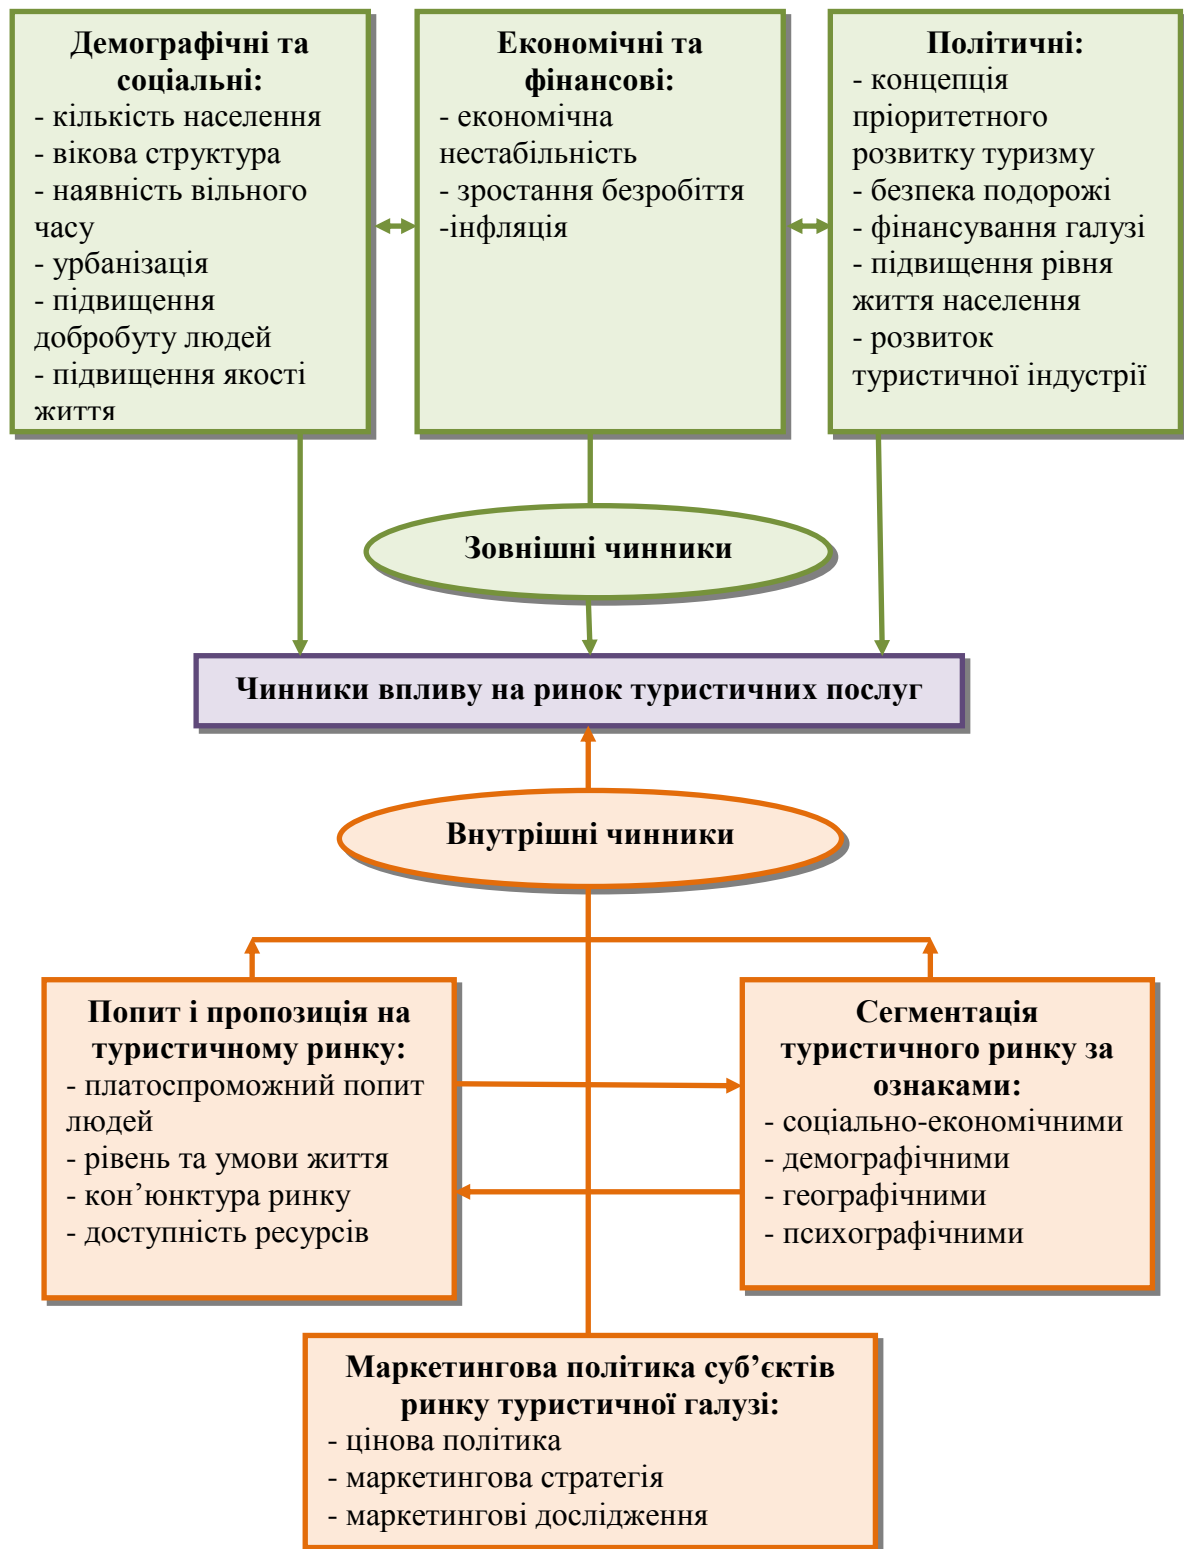 Демографічні та
соціальні:
- кількість населення
- вікова структура
- наявність вільного
часу
- урбанізація
- підвищення
добробуту людей
- підвищення якості
життя
Економічні та
фінансові:
- економічна
нестабільність
- зростання безробіття
-інфляція
Політичні:
- концепція
пріоритетного
розвитку туризму
- безпека подорожі
- фінансування галузі
- підвищення рівня
життя населення
- розвиток
туристичної індустрії
Зовнішні чинники
Чинники впливу на ринок туристичних послуг
Внутрішні чинники
Попит і пропозиція на
туристичному ринку:
- платоспроможний попит
людей
- рівень та умови життя
- кон’юнктура ринку
- доступність ресурсів
Сегментація
туристичного ринку за
ознаками:
- соціально-економічними
- демографічними
- географічними
- психографічними
Маркетингова політика суб’єктів
ринку туристичної галузі:
- цінова політика
- маркетингова стратегія
- маркетингові дослідження